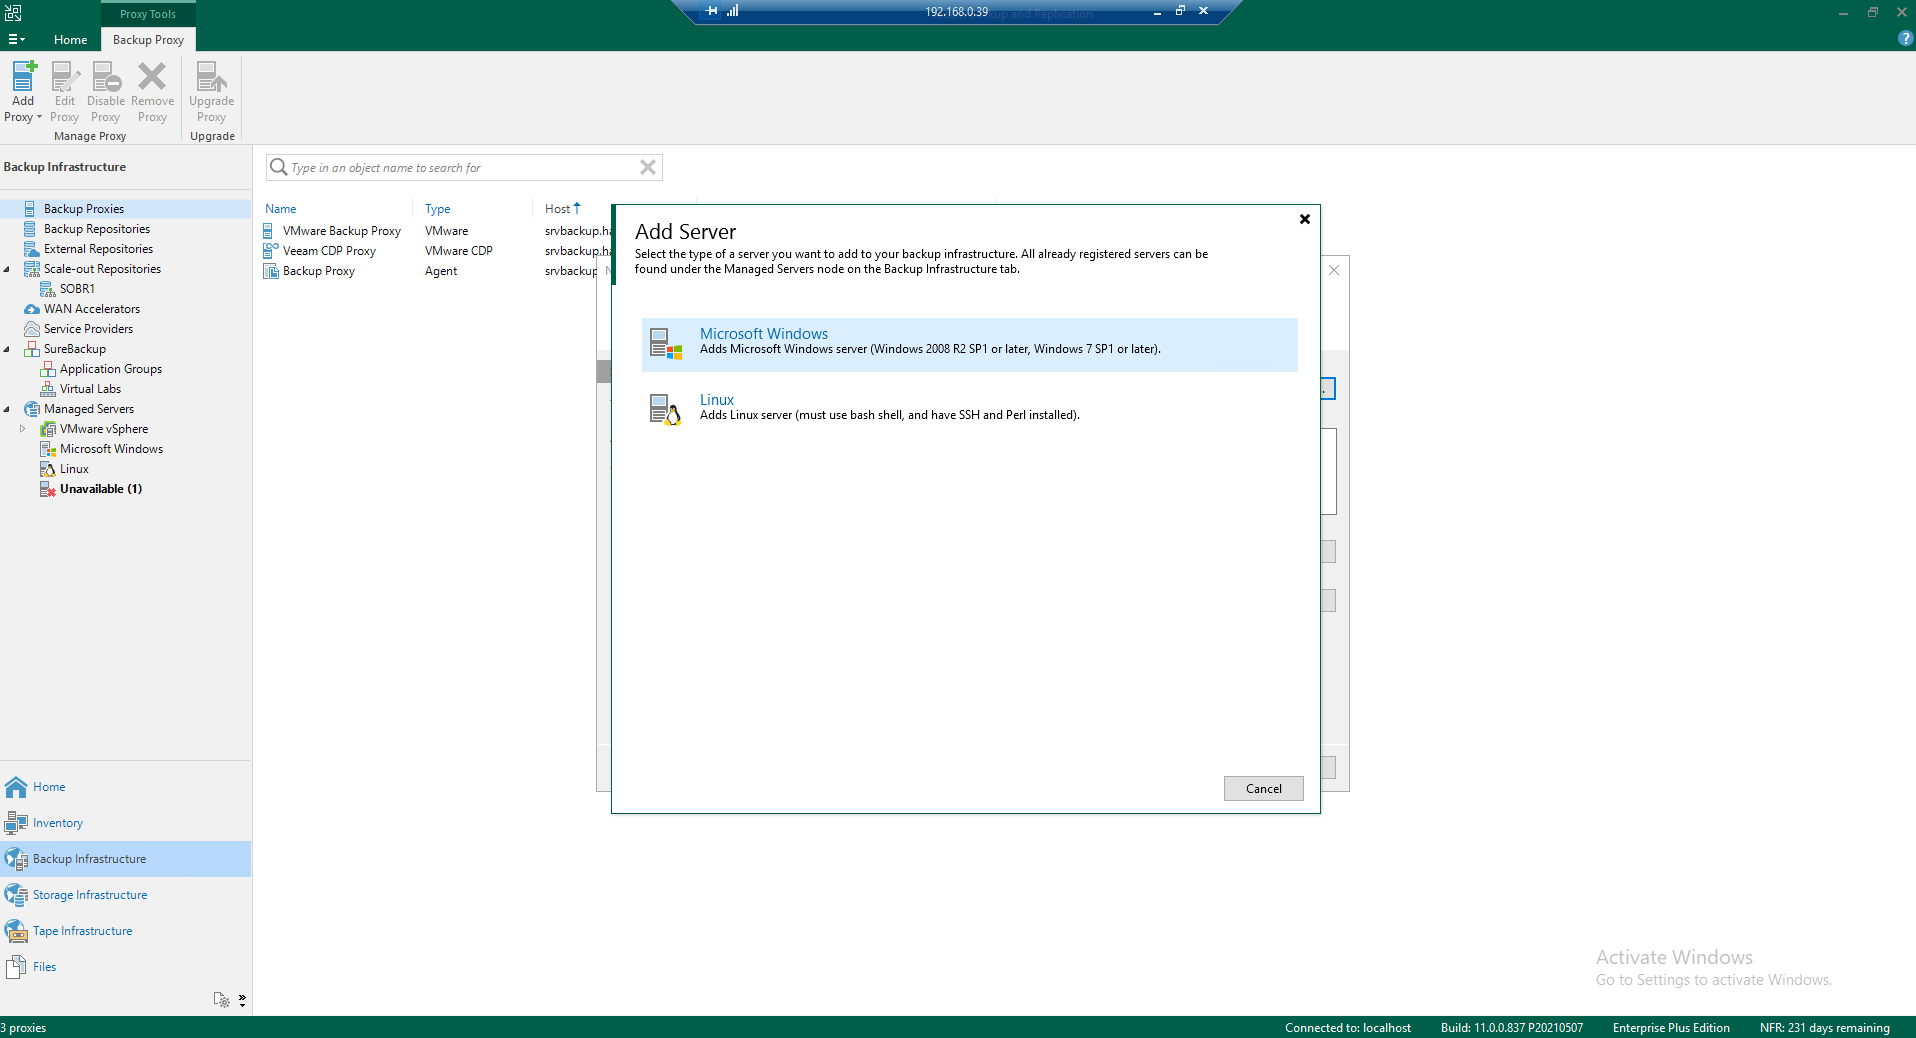 Proxy Tools
192.168.0.39
up and Replication
Home
Backup Proxy
Add
Proxy
Edit
Proxy
Disable
Proxy
Remove
Proxy
Upgrade
Proxy
Manage Proxy
Upgrade
Backup Infrastructure
Type in an object name to search for
Backup Proxies
Backup Repositories
External Repositories
Scale-out Repositories
SOBR1
WAN Accelerators
Service Providers
SureBackup
Application Groups
Virtual Labs
Managed Servers
VMware vSphere
Microsoft Windows
Linux
Unavailable (1)
Name Type Host
VMware Backup Proxy VMware srvbackup.ha
Veeam CDP Proxy VMware CDP srvbackup.ha
Backup Proxy Agent srvbackup
Add Server
Select the type of a server you want to add to your backup infrastructure. All already registered servers can be
found under the Managed Servers node on the Backup Infrastructure tab.
Microsoft Windows
Adds Microsoft Windows server (Windows 2008 R2 SP1 or later, Windows 7 SP1 or later).
Linux
Adds Linux server (must use bash shell, and have SSH and Perl installed).
Cancel
Home
Inventory
Backup Infrastructure
Storage Infrastructure
Tape Infrastructure
Files
Activate Windows
Go to Settings to activate Windows.
3 proxies
Connected to: localhost
Build: 11.0.0.837 P20210507
Enterprise Plus Edition
NFR: 231 days remaining